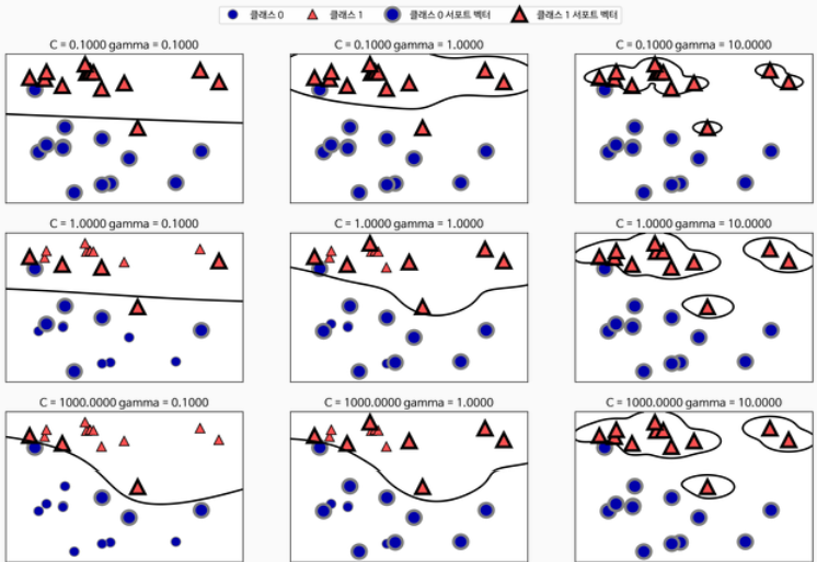 클래스 0 클래스 1 클래스 0 서포트 벡터 클래스 1 서포트 벡터
C = 0.1000 gamma = 0.1000
C = 0.1000 gamma = 1.0000
C = 0.1000 gamma = 10.0000
C = 1.0000 gamma = 0.1000
C = 1.0000 gamma = 1.0000
C = 1.0000 gamma = 10.0000
C = 1000.0000 gamma = 0.1000
C = 1000.0000 gamma = 1.0000
C = 1000.0000 gamma = 10.0000